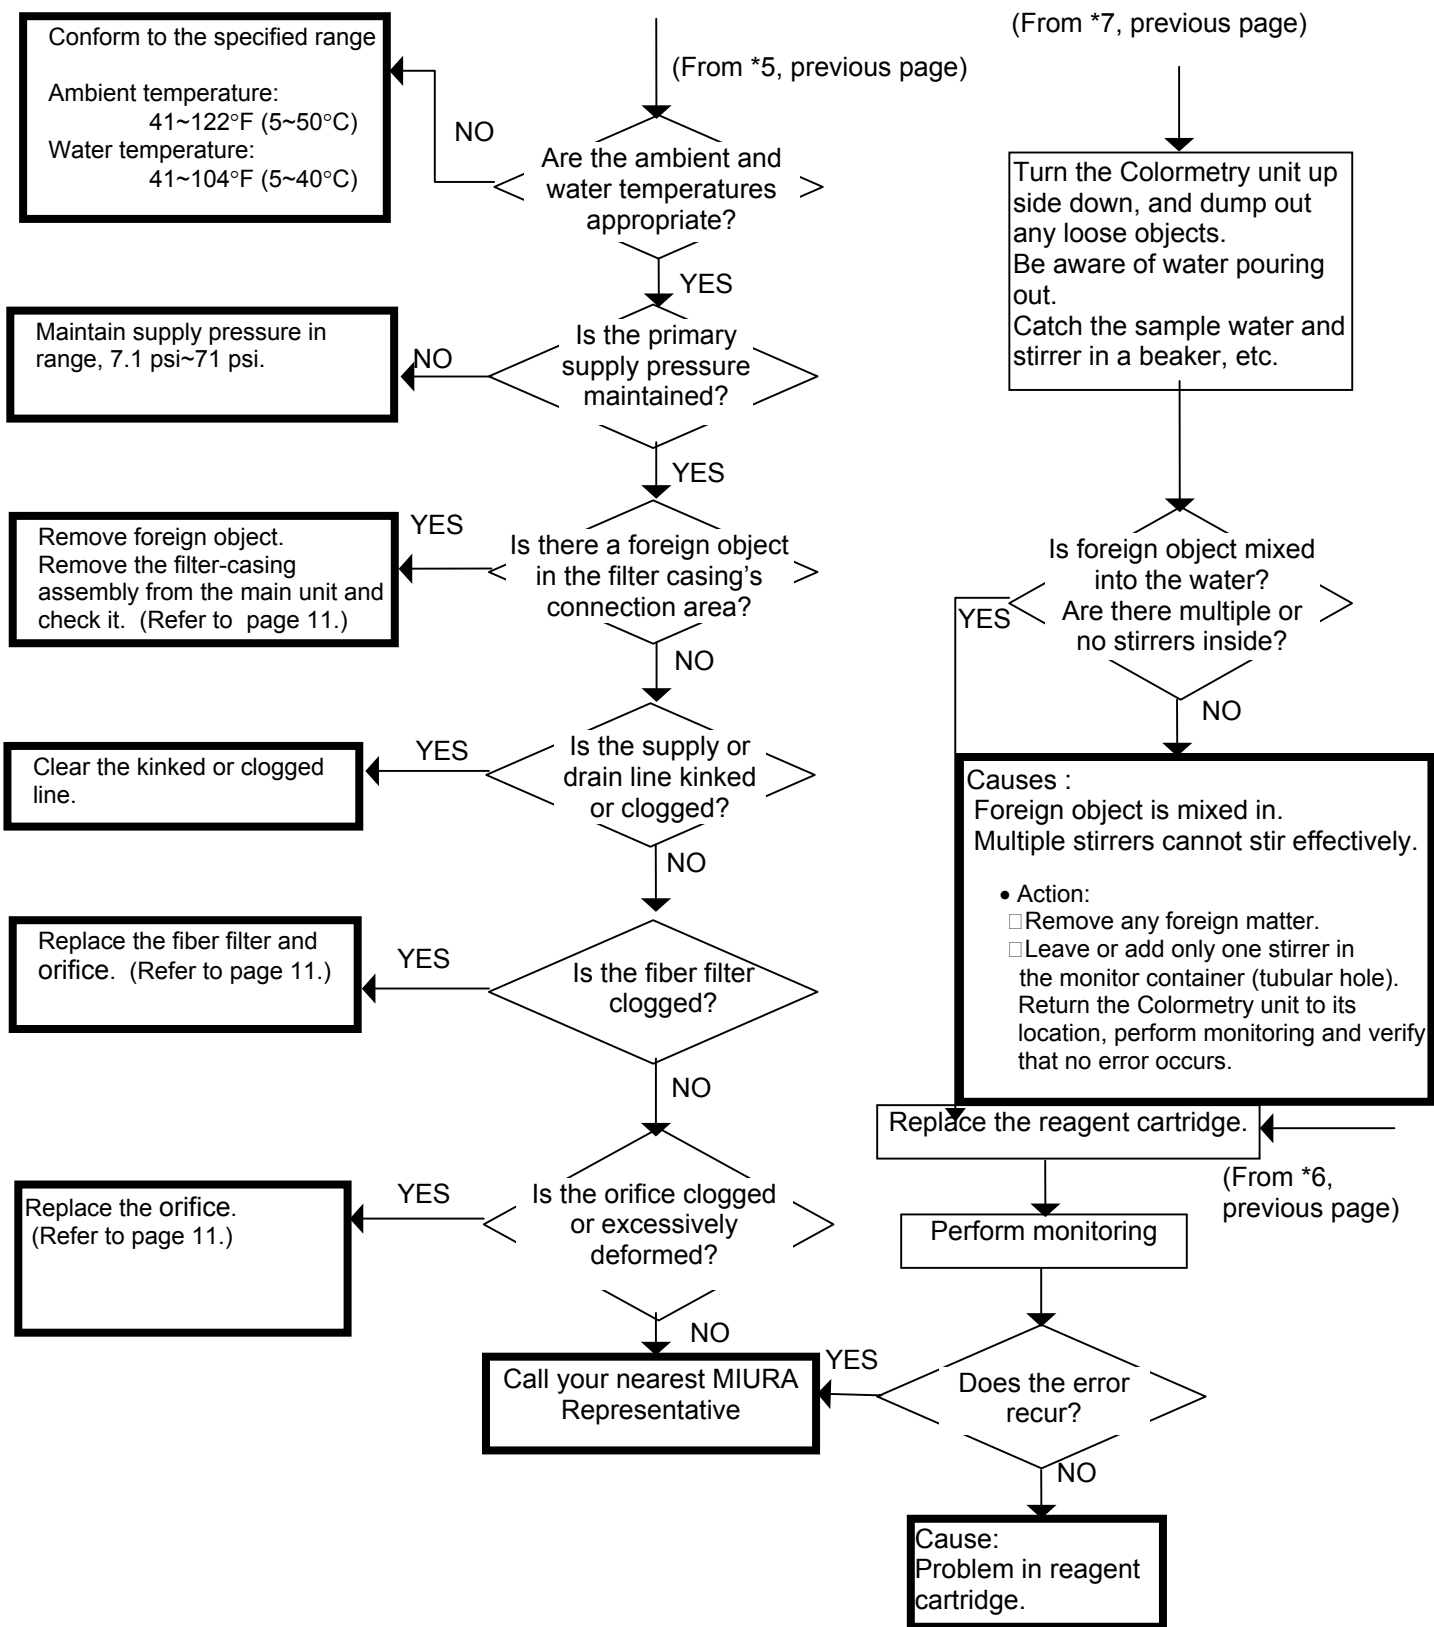 (From *5, previous page)
Conform to the specified range
Ambient temperature:
41~122°F (5~50°C)
Water temperature:
41~104°F (5~40°C)
NO
Are the ambient and
water temperatures
appropriate?
YES
Maintain supply pressure in
range, 7.1 psi~71 psi.
NO
Is the primary
supply pressure
maintained?
YES
Remove foreign object.
Remove the filter-casing
assembly from the main unit and
check it.  (Refer to  page 11.)
YES
Is there a foreign object
in the filter casing's
connection area?
NO
Clear the kinked or clogged
line.
YES
Is the supply or
drain line kinked
or clogged?
NO
Replace the fiber filter and
orifice.  (Refer to page 11.)
YES
Is the fiber filter
clogged?
NO
Replace the orifice.
(Refer to page 11.)
YES
Is the orifice clogged
or excessively
deformed?
NO
Call your nearest MIURA
Representative
(From *7, previous page)
Turn the Colormetry unit up
side down, and dump out
any loose objects.
Be aware of water pouring
out.
Catch the sample water and
stirrer in a beaker, etc.
Is foreign object mixed
into the water?
Are there multiple or
no stirrers inside?
YES
NO
Causes :
Foreign object is mixed in.
Multiple stirrers cannot stir effectively.
• Action:
□Remove any foreign matter.
□Leave or add only one stirrer in
the monitor container (tubular hole).
Return the Colormetry unit to its
location, perform monitoring and verify
that no error occurs.
Replace the reagent cartridge.
(From *6,
previous page)
Perform monitoring
YES
Does the error
recur?
NO
Cause:
Problem in reagent
cartridge.